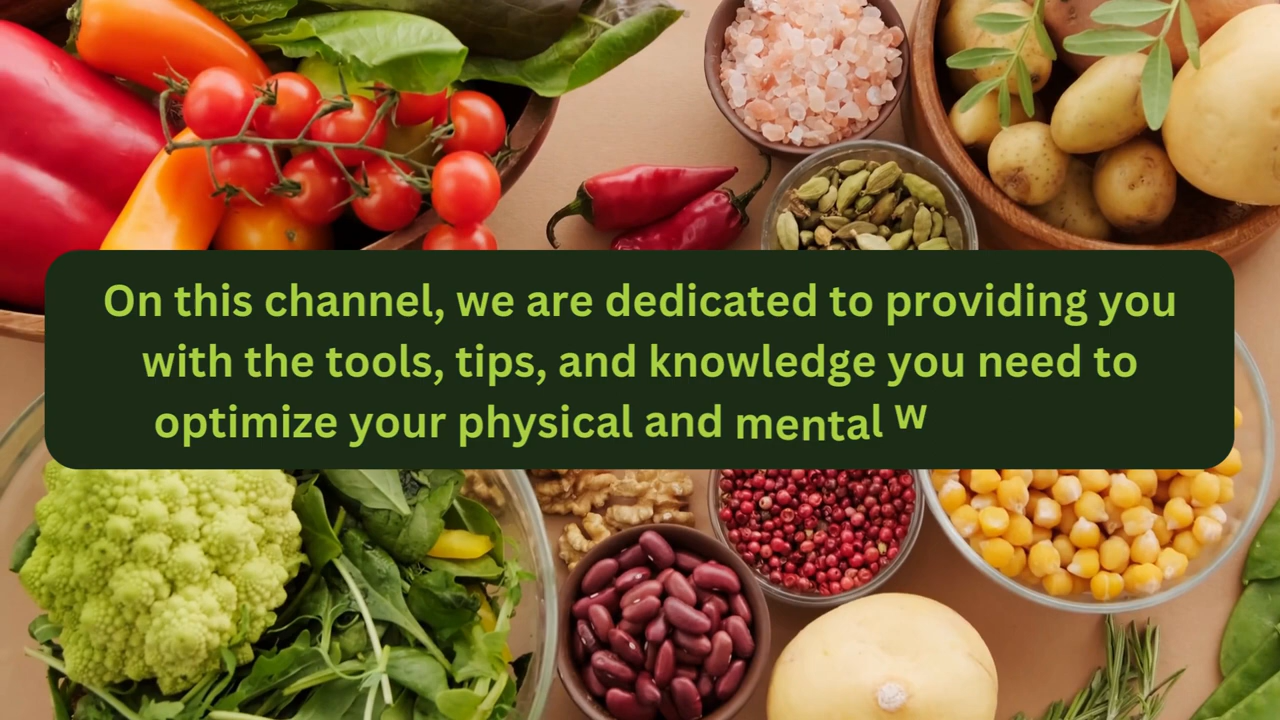 On this channel, we are dedicated to providing you
with the tools, tips, and knowledge you need to
optimize your physical and mental w